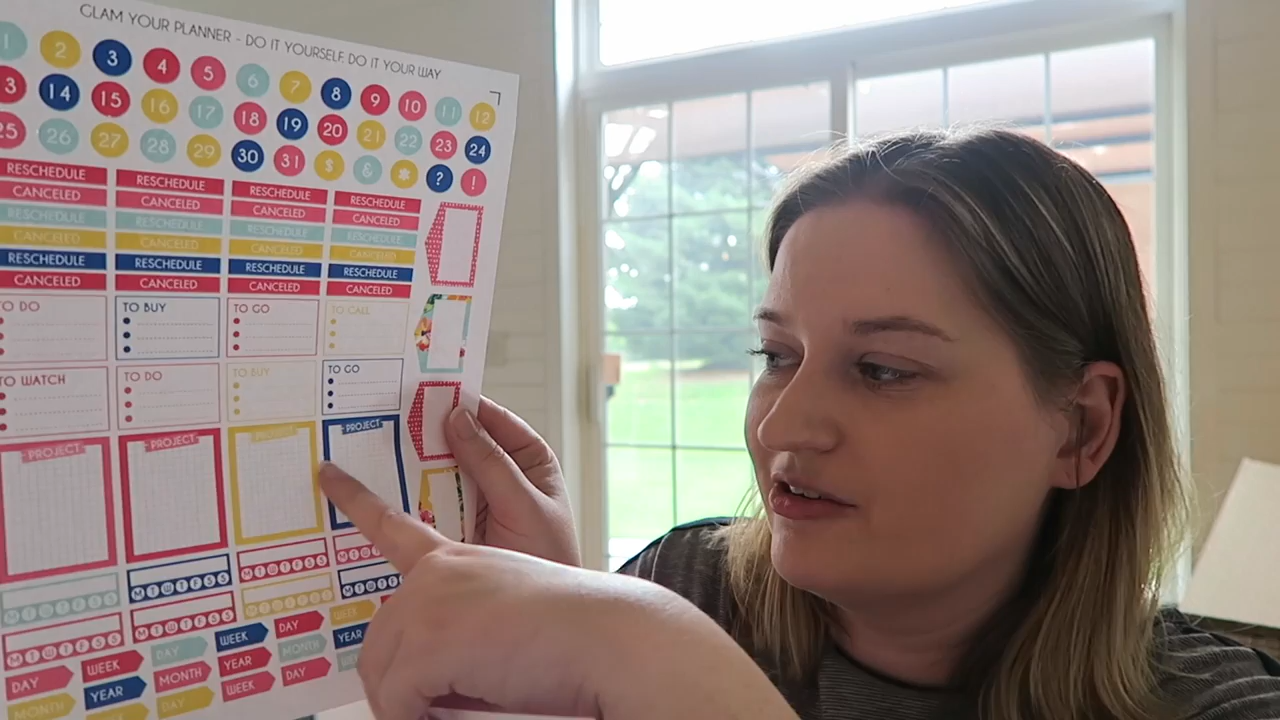 GLAM YOUR PLANNER - DO IT YOURSELF. DO IT YOUR WAY
1 2 3 4 5 6 7 8 9 10 11 12
3 14 15 16 17 18 19 20 21 22 23 24
25 26 27 28 29 30 31 $ & * ? !
RESCHEDULE RESCHEDULE RESCHEDULE RESCHEDULE
CANCELED CANCELED CANCELED CANCELED
RESCHEDULE RESCHEDULE RESCHEDULE RESCHEDULE
CANCELED CANCELED CANCELED CANCELED
RESCHEDULE RESCHEDULE RESCHEDULE RESCHEDULE
CANCELED CANCELED CANCELED CANCELED
TO DO TO BUY TO GO TO CALL
TO WATCH TO DO TO BUY TO GO
PROJECT PROJECT PROJECT PROJECT
M T W T F S S M T W T F S S M T W T F S S M T
M T W T F S S M T W T F S S M T W T F S S M T W T
DAY WEEK DAY WEEK DAY WEEK
YEAR MONTH YEAR MONTH YEAR
MONTH DAY WEEK DAY